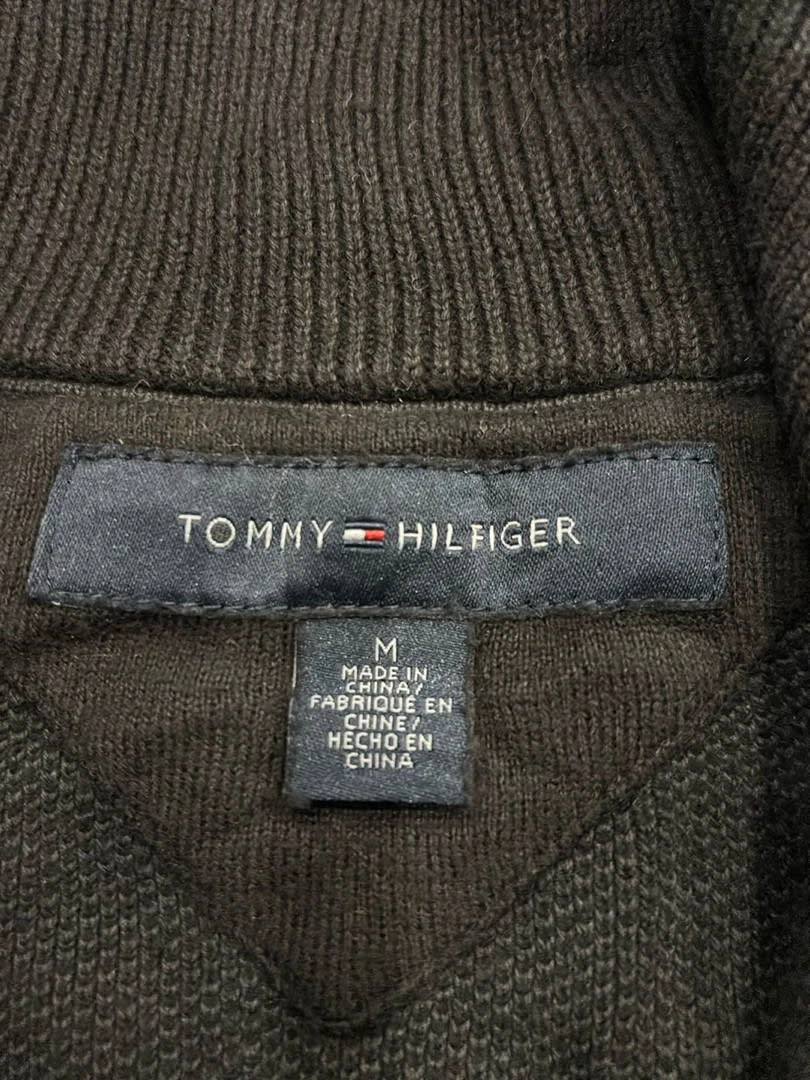 TOMMY HILFIGER
M
MADE IN
CHINA/
FABRIQUÉ EN
CHINE/
HECHO EN
CHINA